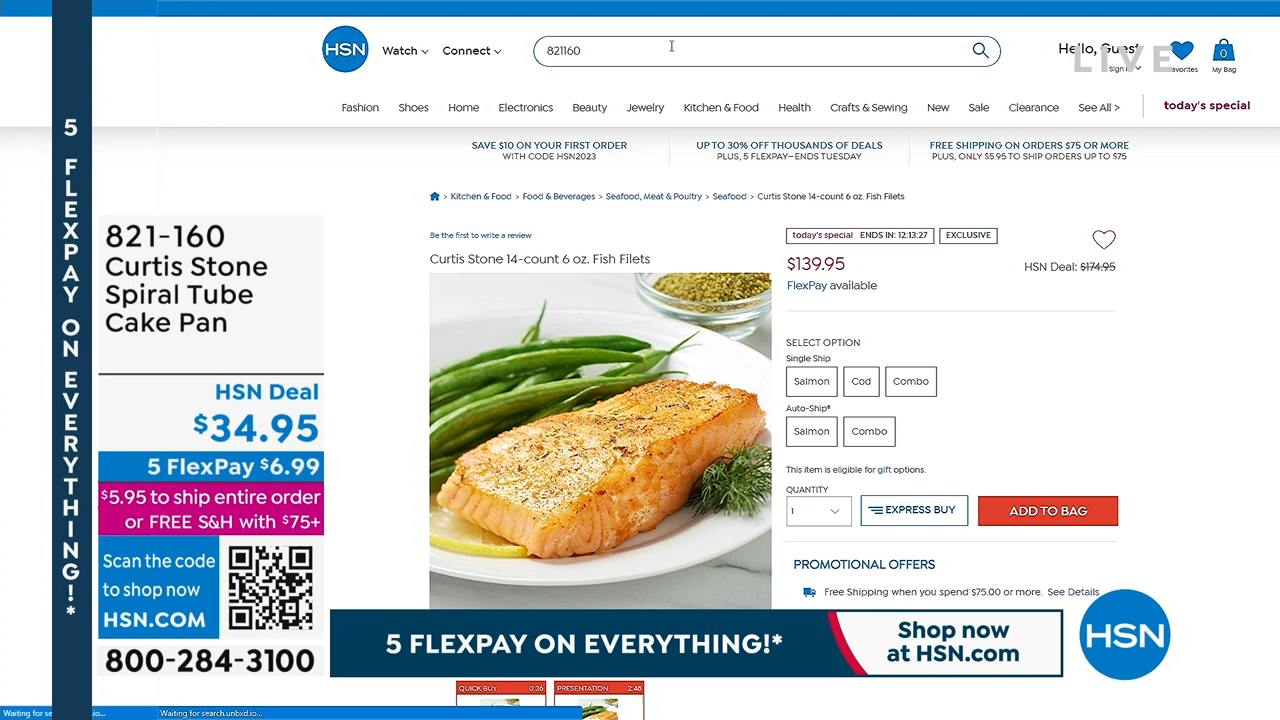 5 FLEXPAY ON EVERYTHING!*
HSN
Watch
Connect
821160
Hello, Guest
LIVE
Favorites
0
My Bag
Fashion
Shoes
Home
Electronics
Beauty
Jewelry
Kitchen & Food
Health
Crafts & Sewing
New
Sale
Clearance
See All >
today's special
SAVE $10 ON YOUR FIRST ORDER
WITH CODE HSN2023
UP TO 30% OFF THOUSANDS OF DEALS
PLUS, 5 FLEXPAY—ENDS TUESDAY
FREE SHIPPING ON ORDERS $75 OR MORE
PLUS, ONLY $5.95 TO SHIP ORDERS UP TO $75
> Kitchen & Food > Food & Beverages > Seafood, Meat & Poultry > Seafood > Curtis Stone 14-count 6 oz. Fish Filets
821-160
Curtis Stone
Spiral Tube
Cake Pan
HSN Deal
$34.95
5 FlexPay $6.99
$5.95 to ship entire order
or FREE S&H with $75+
Scan the code
to shop now
HSN.COM
800-284-3100
Be the first to write a review
Curtis Stone 14-count 6 oz. Fish Filets
today's special ENDS IN: 12:13:27
EXCLUSIVE
$139.95
HSN Deal: $174.95
FlexPay available
SELECT OPTION
Single Ship
Salmon
Cod
Combo
Auto-Ship®
Salmon
Combo
This item is eligible for gift options.
QUANTITY
1
EXPRESS BUY
ADD TO BAG
PROMOTIONAL OFFERS
Free Shipping when you spend $75.00 or more. See Details
5 FLEXPAY ON EVERYTHING!*
Shop now
at HSN.com
HSN
QUICK BUY 0:36
PRESENTATION 2:48
Waiting for search.unbxd.io...